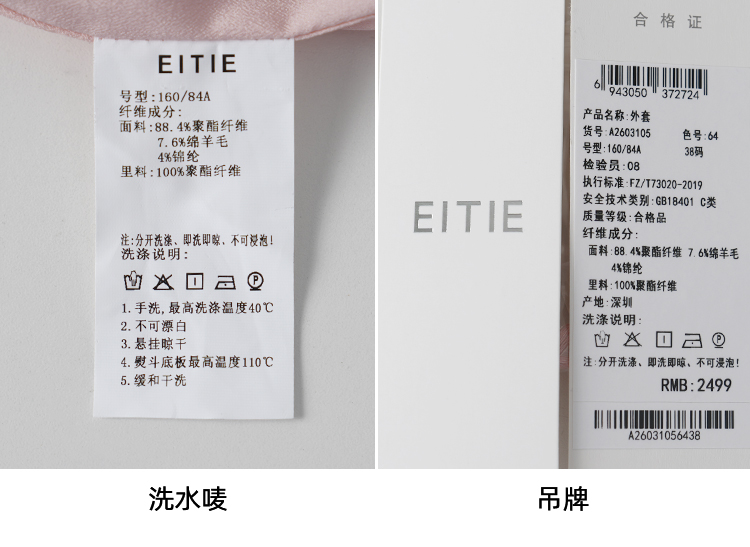 EITIE
号型:160/84A
纤维成分:
面料:88.4%聚酯纤维
7.6%绵羊毛
4%锦纶
里料:100%聚酯纤维
注:分开洗涤、即洗即晾、不可浸泡!
洗涤说明:
1.手洗,最高洗涤温度40℃
2.不可漂白
3.悬挂晾干
4.熨斗底板最高温度110℃
5.缓和干洗
洗水唛
EITIE
合格证
6 943050 372724
产品名称:外套
货号:A2603105 色号:64
号型:160/84A 38码
检验员:08
执行标准:FZ/T73020-2019
安全技术类别:GB18401 C类
质量等级:合格品
纤维成分:
面料:88.4%聚酯纤维 7.6%绵羊毛
4%锦纶
里料:100%聚酯纤维
产地:深圳
洗涤说明:
注:分开洗涤、即洗即晾、不可浸泡!
RMB:2499
A26031056438
吊牌